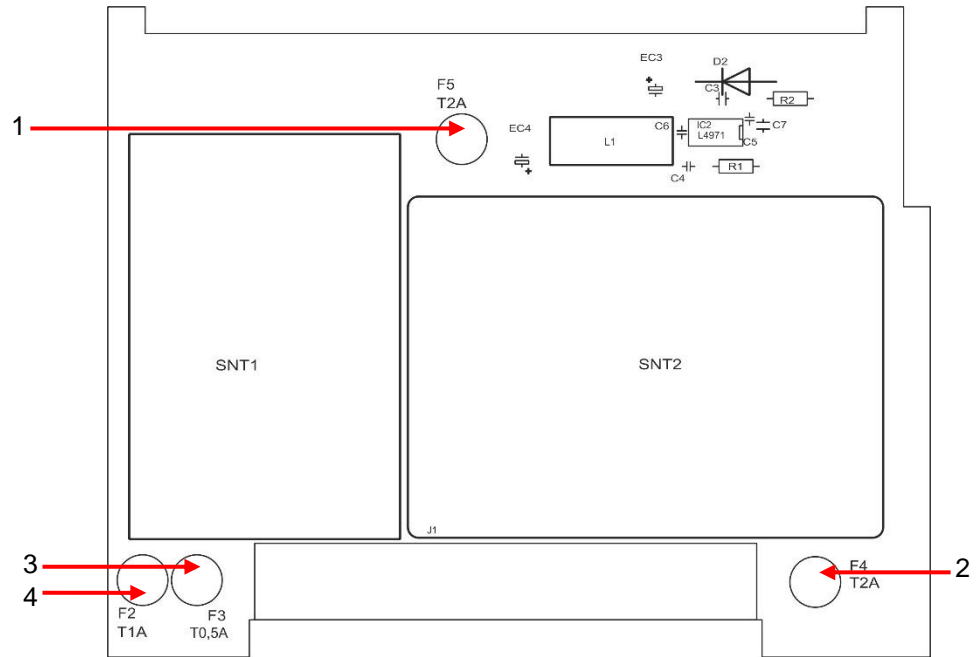 F5
T2A
1
EC3
D2
C3
R2
EC4
L1
C6
IC2
L4971
C7
C5
C4
R1
SNT1
SNT2
J1
3
4
F2
T1A
F3
T0,5A
F4
T2A
2